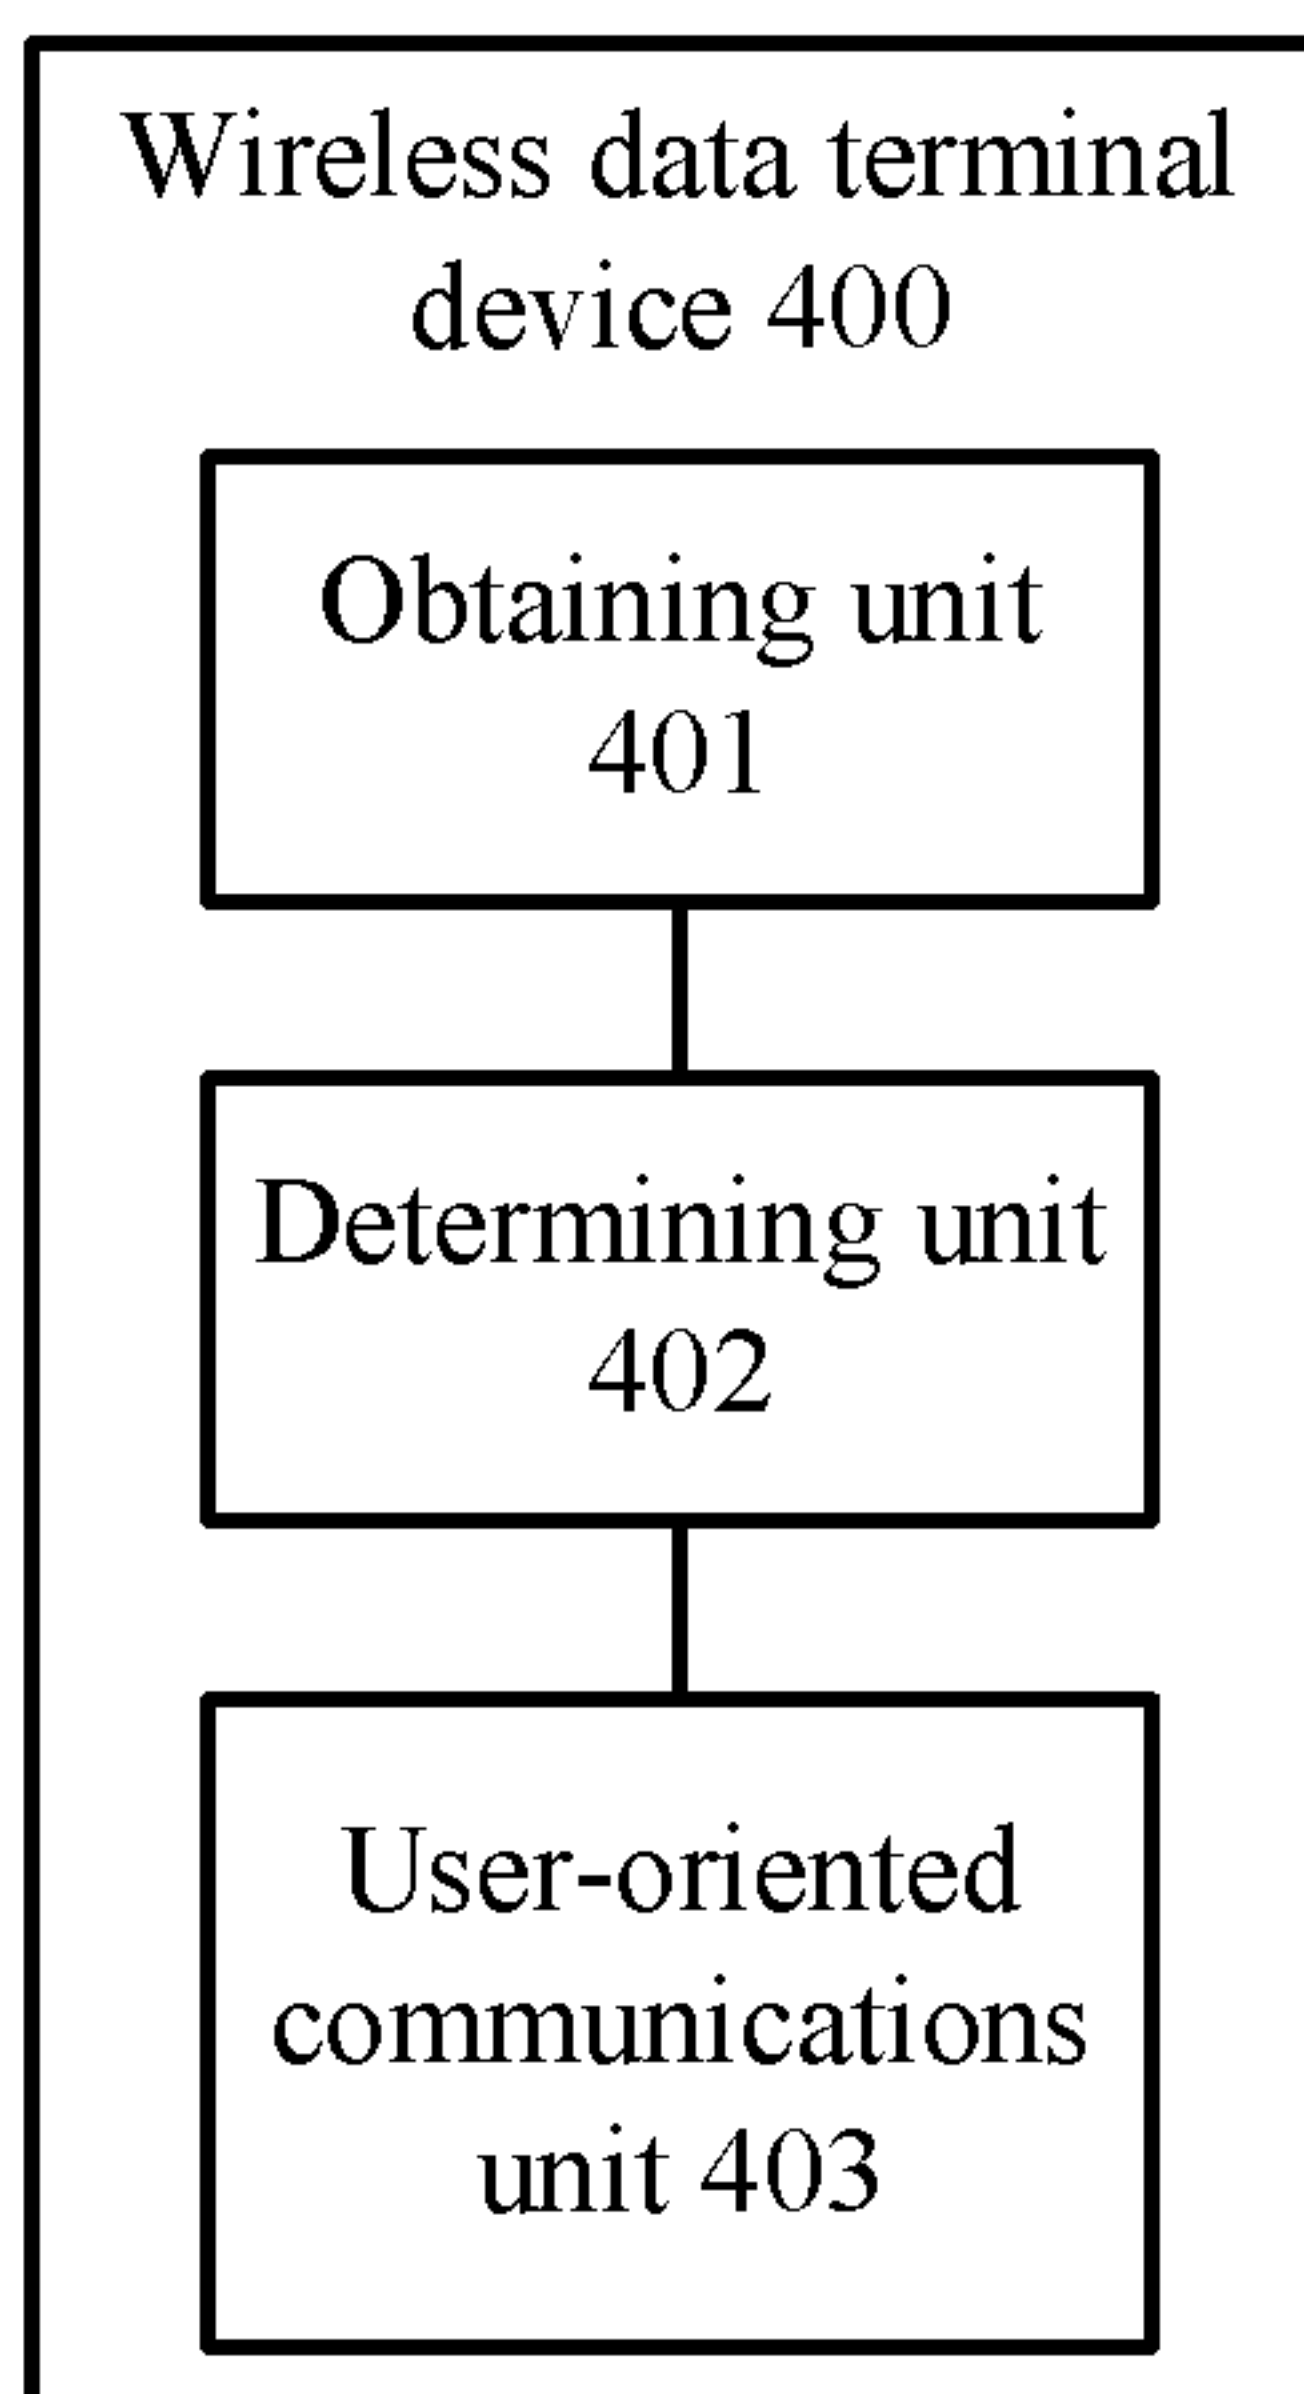 Wireless data terminal
device 400
Obtaining unit
401
Determining unit
402
User-oriented
communications
unit 403